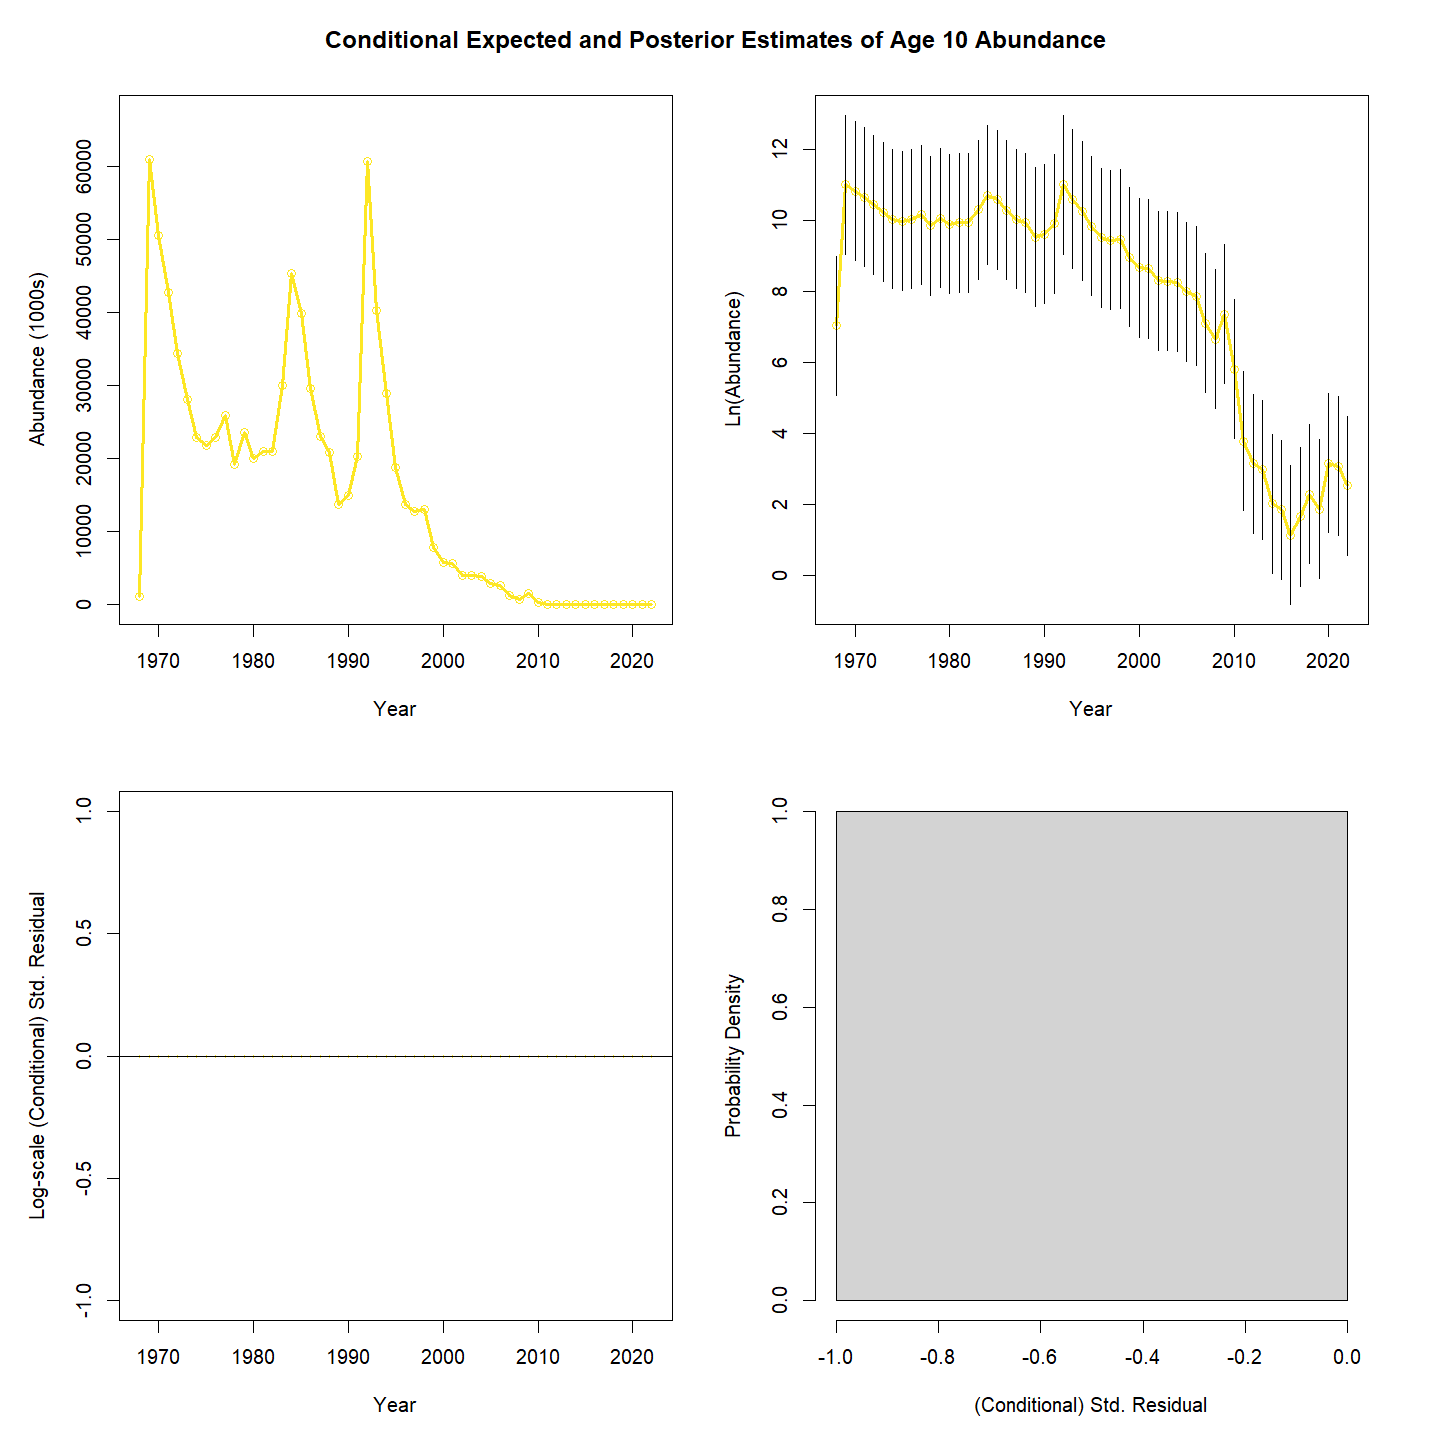 Conditional Expected and Posterior Estimates of Age 10 Abundance
Abundance (1000s)
60000
50000
40000
30000
20000
10000
0
1970 1980 1990 2000 2010 2020
Year
Ln(Abundance)
12
10
8
6
4
2
0
1970 1980 1990 2000 2010 2020
Year
Log-scale (Conditional) Std. Residual
1.0
0.5
0.0
-0.5
-1.0
1970 1980 1990 2000 2010 2020
Year
Probability Density
1.0
0.8
0.6
0.4
0.2
0.0
-1.0 -0.8 -0.6 -0.4 -0.2 0.0
(Conditional) Std. Residual